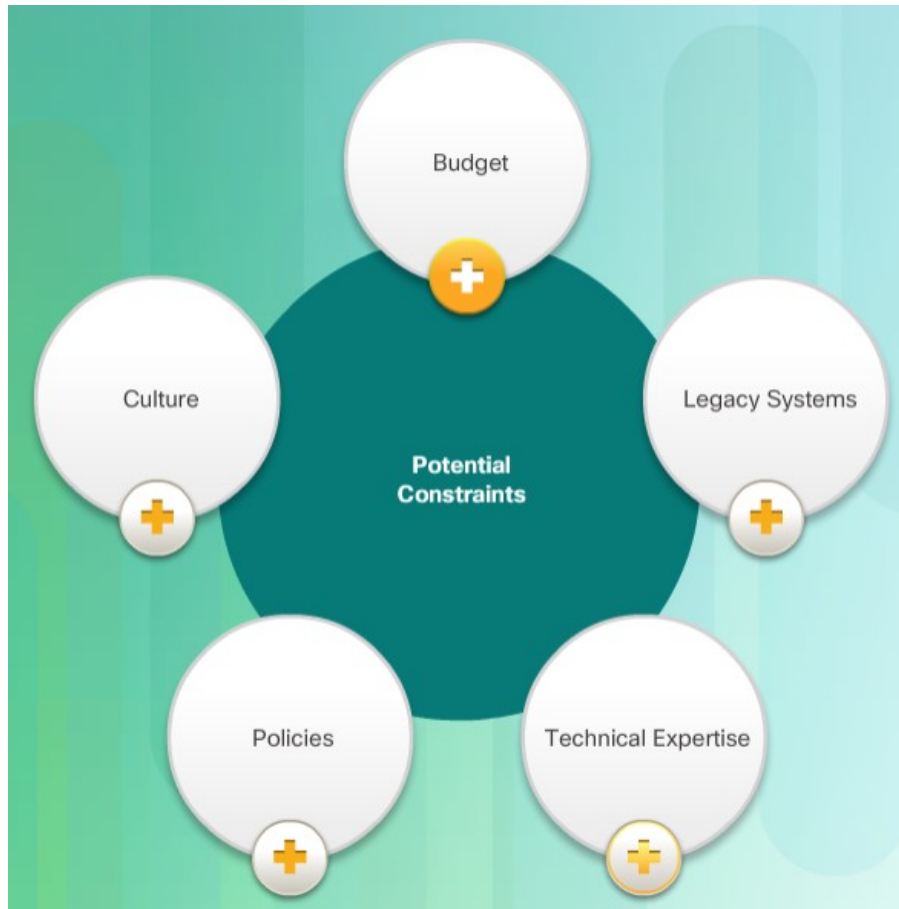 Budget
Culture
Legacy Systems
Potential
Constraints
Policies
Technical Expertise